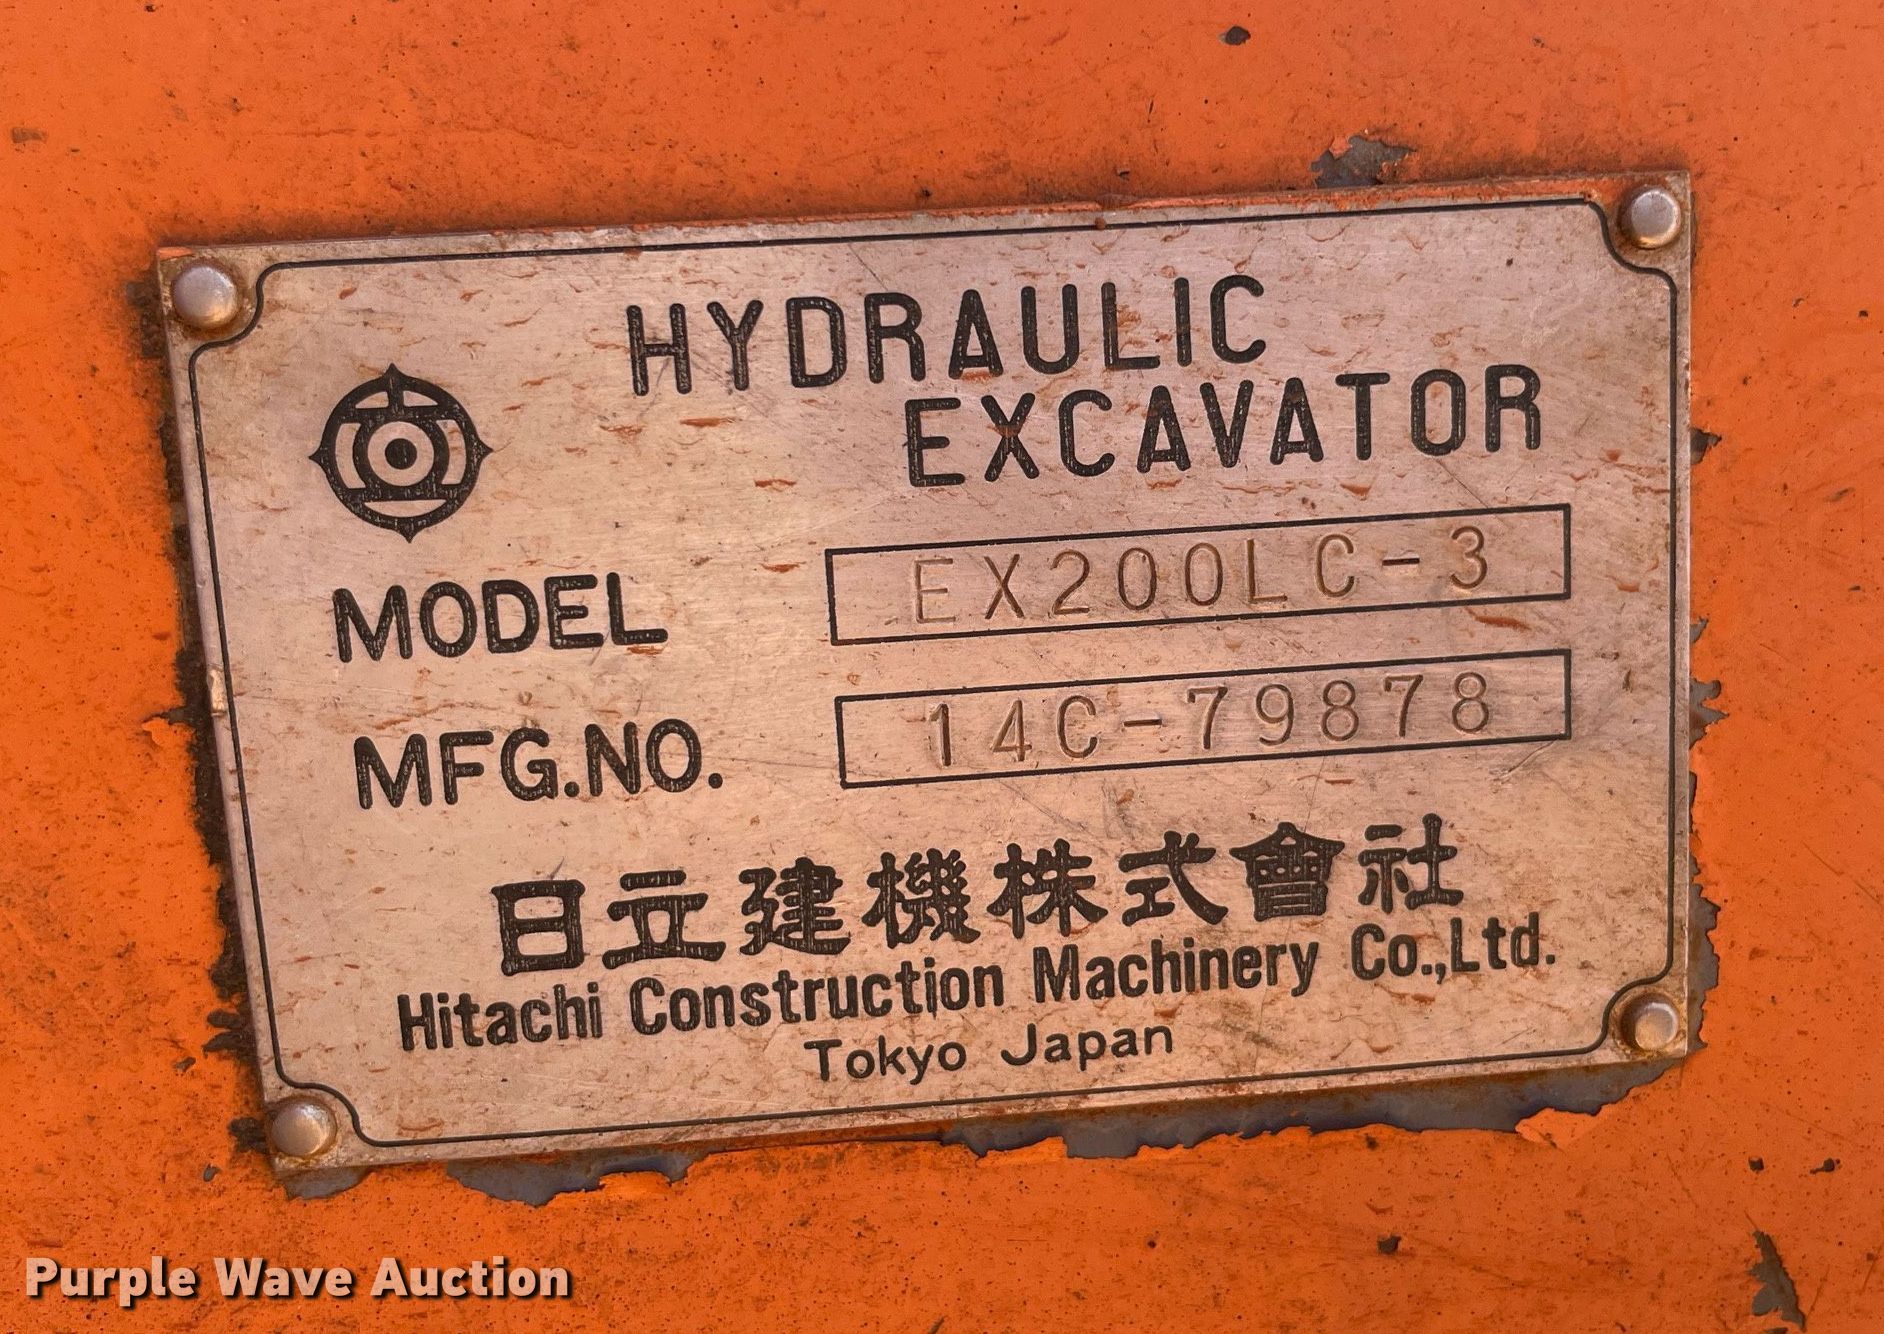 HYDRAULIC
EXCAVATOR
MODEL EX200LC-3
MFG.NO. 14C-79878
日立建機株式會社
Hitachi Construction Machinery Co.,Ltd.
Tokyo Japan
Purple Wave Auction